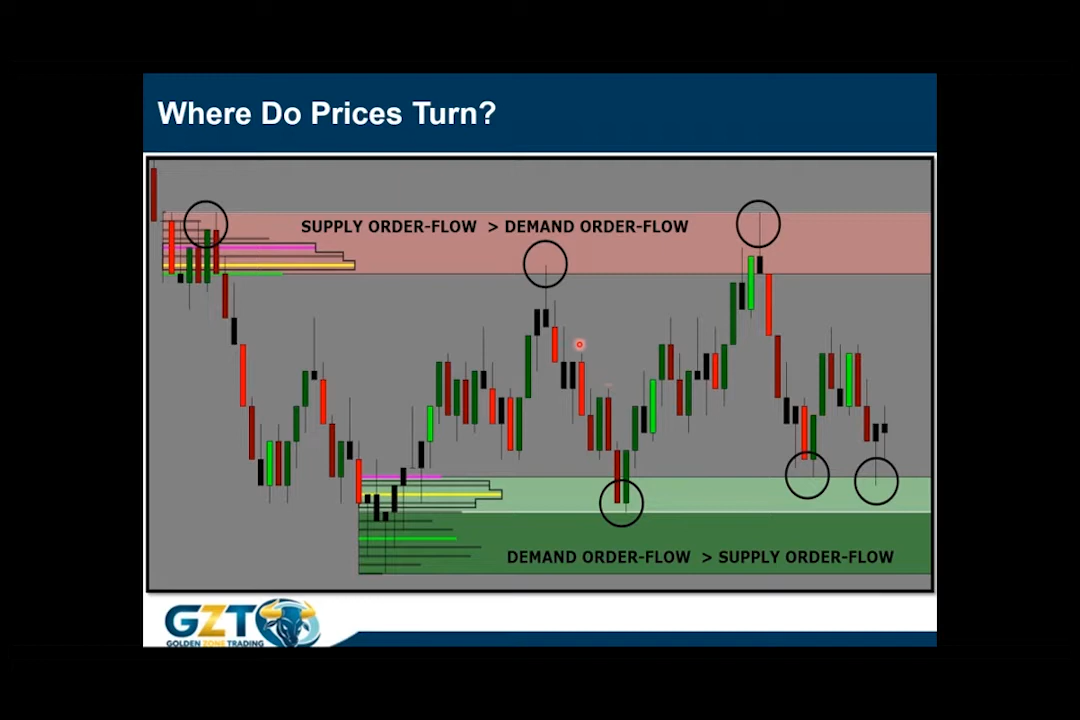 Where Do Prices Turn?
SUPPLY ORDER-FLOW > DEMAND ORDER-FLOW
DEMAND ORDER-FLOW > SUPPLY ORDER-FLOW
GZT
GOLDEN ZONE TRADING